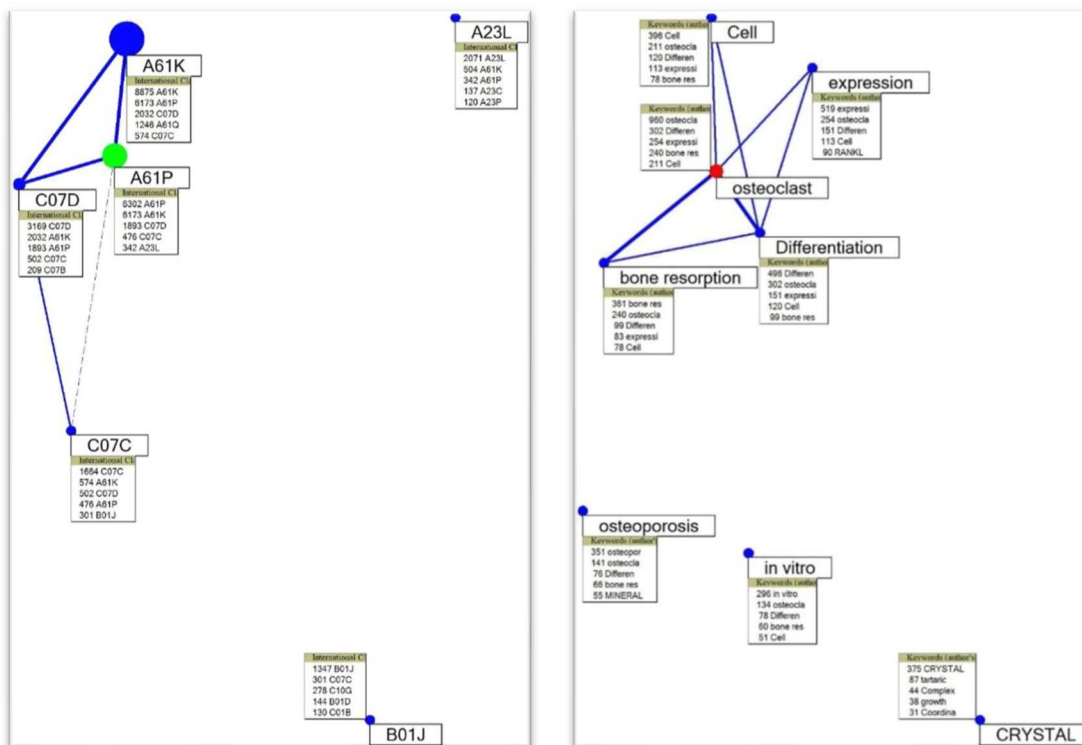 A61K
International Cl
8875 A61K
6173 A61P
2032 C07D
1246 A61Q
574 C07C
A23L
International Cl
2071 A23L
504 A61K
342 A61P
137 A23C
120 A23P
A61P
International Cl
6302 A61P
6173 A61K
1893 C07D
476 C07C
342 A23L
C07D
International Cl
3169 C07D
2032 A61K
1893 A61P
502 C07C
209 C07B
C07C
International Cl
1664 C07C
574 A61K
502 C07D
476 A61P
301 B01J
International C
1347 B01J
301 C07C
278 C10G
144 B01D
130 C01B
B01J
Keywords (author
396 Cell
211 osteocla
120 Differen
113 expressi
78 bone res
Cell
expression
Keywords (autho
519 expressi
254 osteocla
151 Differen
113 Cell
90 RANKL
Keywords (author
960 osteocla
302 Differen
254 expressi
240 bone res
211 Cell
osteoclast
Differentiation
Keywords (autho
496 Differen
302 osteocla
151 expressi
120 Cell
99 bone res
bone resorption
Keywords (autho
361 bone res
240 osteocla
99 Differen
83 expressi
78 Cell
osteoporosis
Keywords (author's
351 osteopor
141 osteocla
76 Differen
66 bone res
55 MINERAL
in vitro
Keywords (autho
296 in vitro
134 osteocla
78 Differen
60 bone res
51 Cell
Keywords (author's
375 CRYSTAL
87 tartaric
44 Complex
38 growth
31 Coordina
CRYSTAL